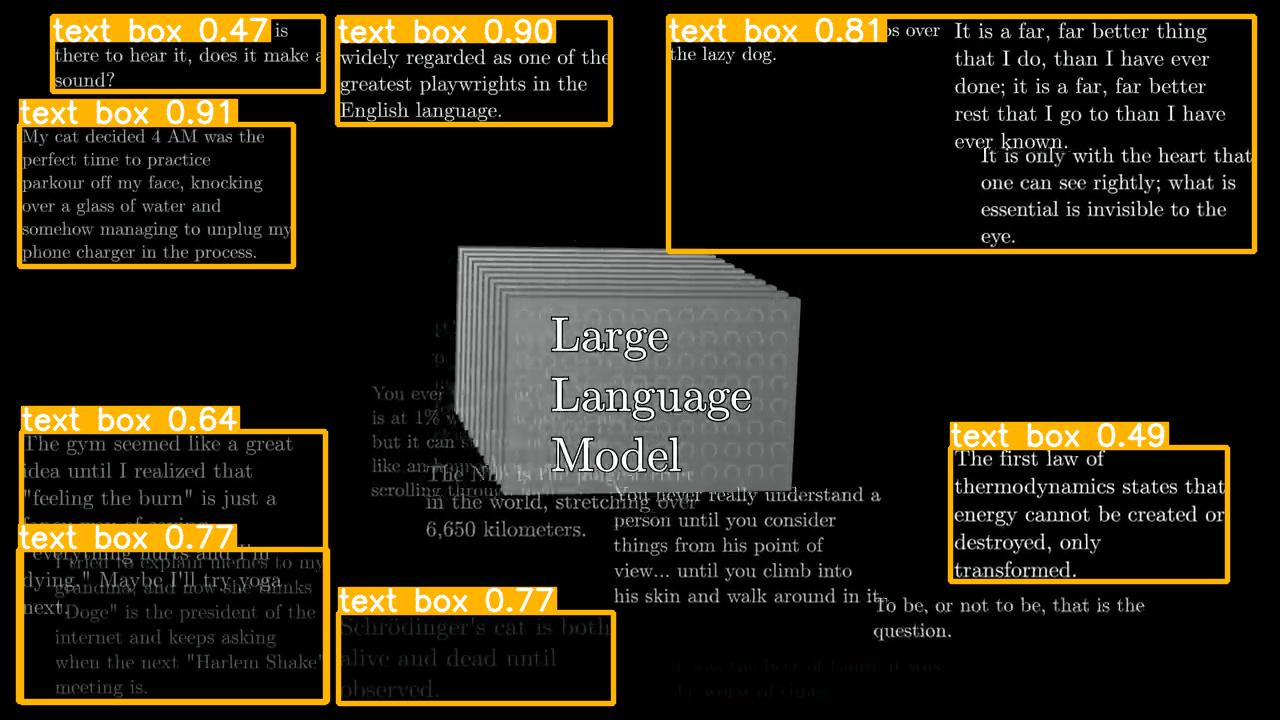 text box 0.47
is
there to hear it, does it make a
sound?
text box 0.90
widely regarded as one of the
greatest playwrights in the
English language.
text box 0.81
over
the lazy dog.
It is a far, far better thing
that I do, than I have ever
done; it is a far, far better
rest that I go to than I have
ever known.
It is only with the heart that
one can see rightly; what is
essential is invisible to the
eye.
text box 0.91
My cat decided 4 AM was the
perfect time to practice
parkour off my face, knocking
over a glass of water and
somehow managing to unplug my
phone charger in the process.
Large
Language
Model
You ever
is at 1%
but it can
like an
scrolling through
The is the
in the world, stretching over
6,650 kilometers.
You never really understand a
person until you consider
things from his point of
view... until you climb into
his skin and walk around in it.
text box 0.64
The gym seemed like a great
idea until I realized that
"feeling the burn" is just a
fancy way of saying
text box 0.77
"everything hurts and I'm
dying." Maybe I'll try yoga
next.
I tried to explain memes to my
grandma, and now she thinks
"Doge" is the president of the
internet and keeps asking
when the next "Harlem Shake"
meeting is.
text box 0.77
Schrödinger's cat is both
alive and dead until
observed.
text box 0.49
The first law of
thermodynamics states that
energy cannot be created or
destroyed, only
transformed.
To be, or not to be, that is the
question.
It was the best of times, it was
the worst of times